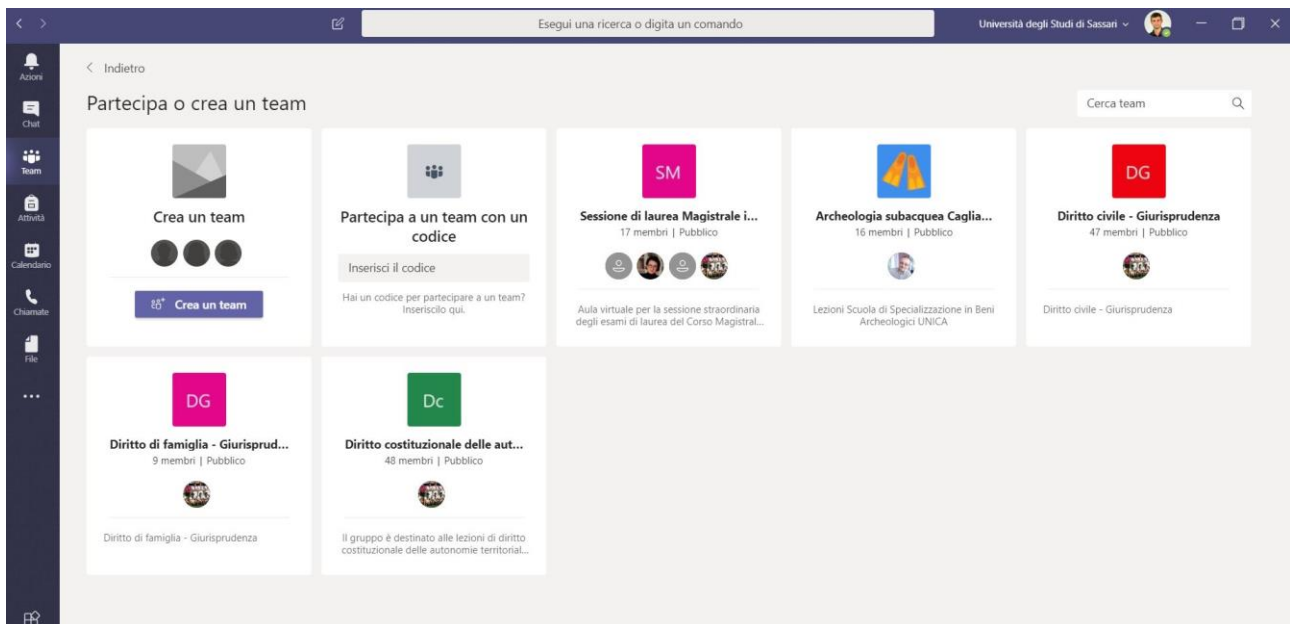 Esegui una ricerca o digita un comando
Università degli Studi di Sassari
Azioni
Chat
Team
Attività
Calendario
Chiamate
File
Indietro
Partecipa o crea un team
Cerca team
Crea un team
Crea un team
Partecipa a un team con un
codice
Inserisci il codice
Hai un codice per partecipare a un team?
Inseriscilo qui.
SM
Sessione di laurea Magistrale i...
17 membri | Pubblico
Aula virtuale per la sessione straordinaria
degli esami di laurea del Corso Magistral...
Archeologia subacquea Caglia...
16 membri | Pubblico
Lezioni Scuola di Specializzazione in Beni
Archeologici UNICA
DG
Diritto civile - Giurisprudenza
47 membri | Pubblico
Diritto civile - Giurisprudenza
DG
Diritto di famiglia - Giurisprud...
9 membri | Pubblico
Diritto di famiglia - Giurisprudenza
Dc
Diritto costituzionale delle aut...
48 membri | Pubblico
Il gruppo è destinato alle lezioni di diritto
costituzionale delle autonomie territorial...